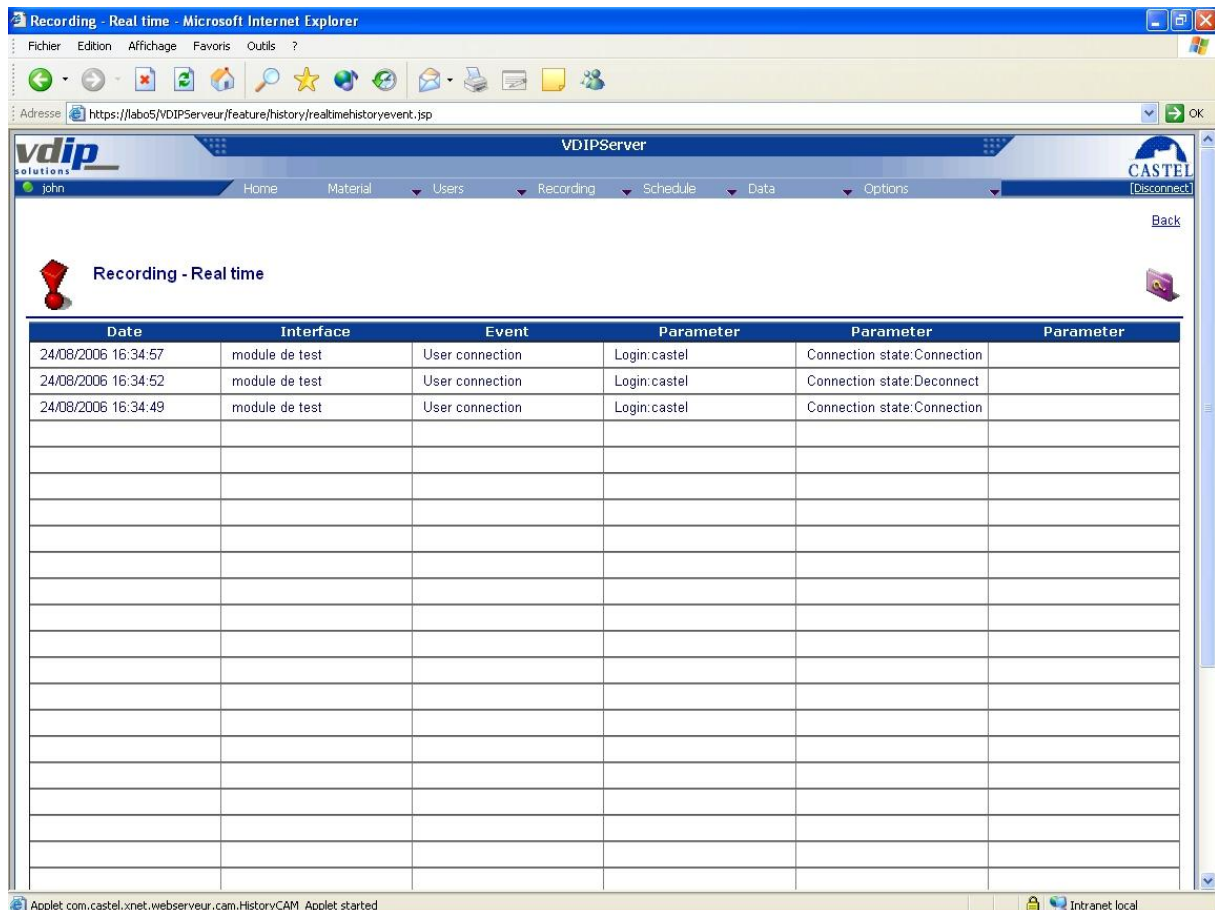 Recording - Real time - Microsoft Internet Explorer
Fichier Edition Affichage Favoris Outils ?
Adresse https://labo5/VDIPServeur/feature/history/realtimehistoryevent.jsp OK
vdip
solutions
VDIPServer
CASTEL
john Home Material Users Recording Schedule Data Options [Disconnect]
Back
Recording - Real time
Date Interface Event Parameter Parameter Parameter
24/08/2006 16:34:57 module de test User connection Login:castel Connection state:Connection
24/08/2006 16:34:52 module de test User connection Login:castel Connection state:Deconnect
24/08/2006 16:34:49 module de test User connection Login:castel Connection state:Connection
Applet com.castel.xnet.webserveur.cam.HistoryCAM_Applet started Intranet local